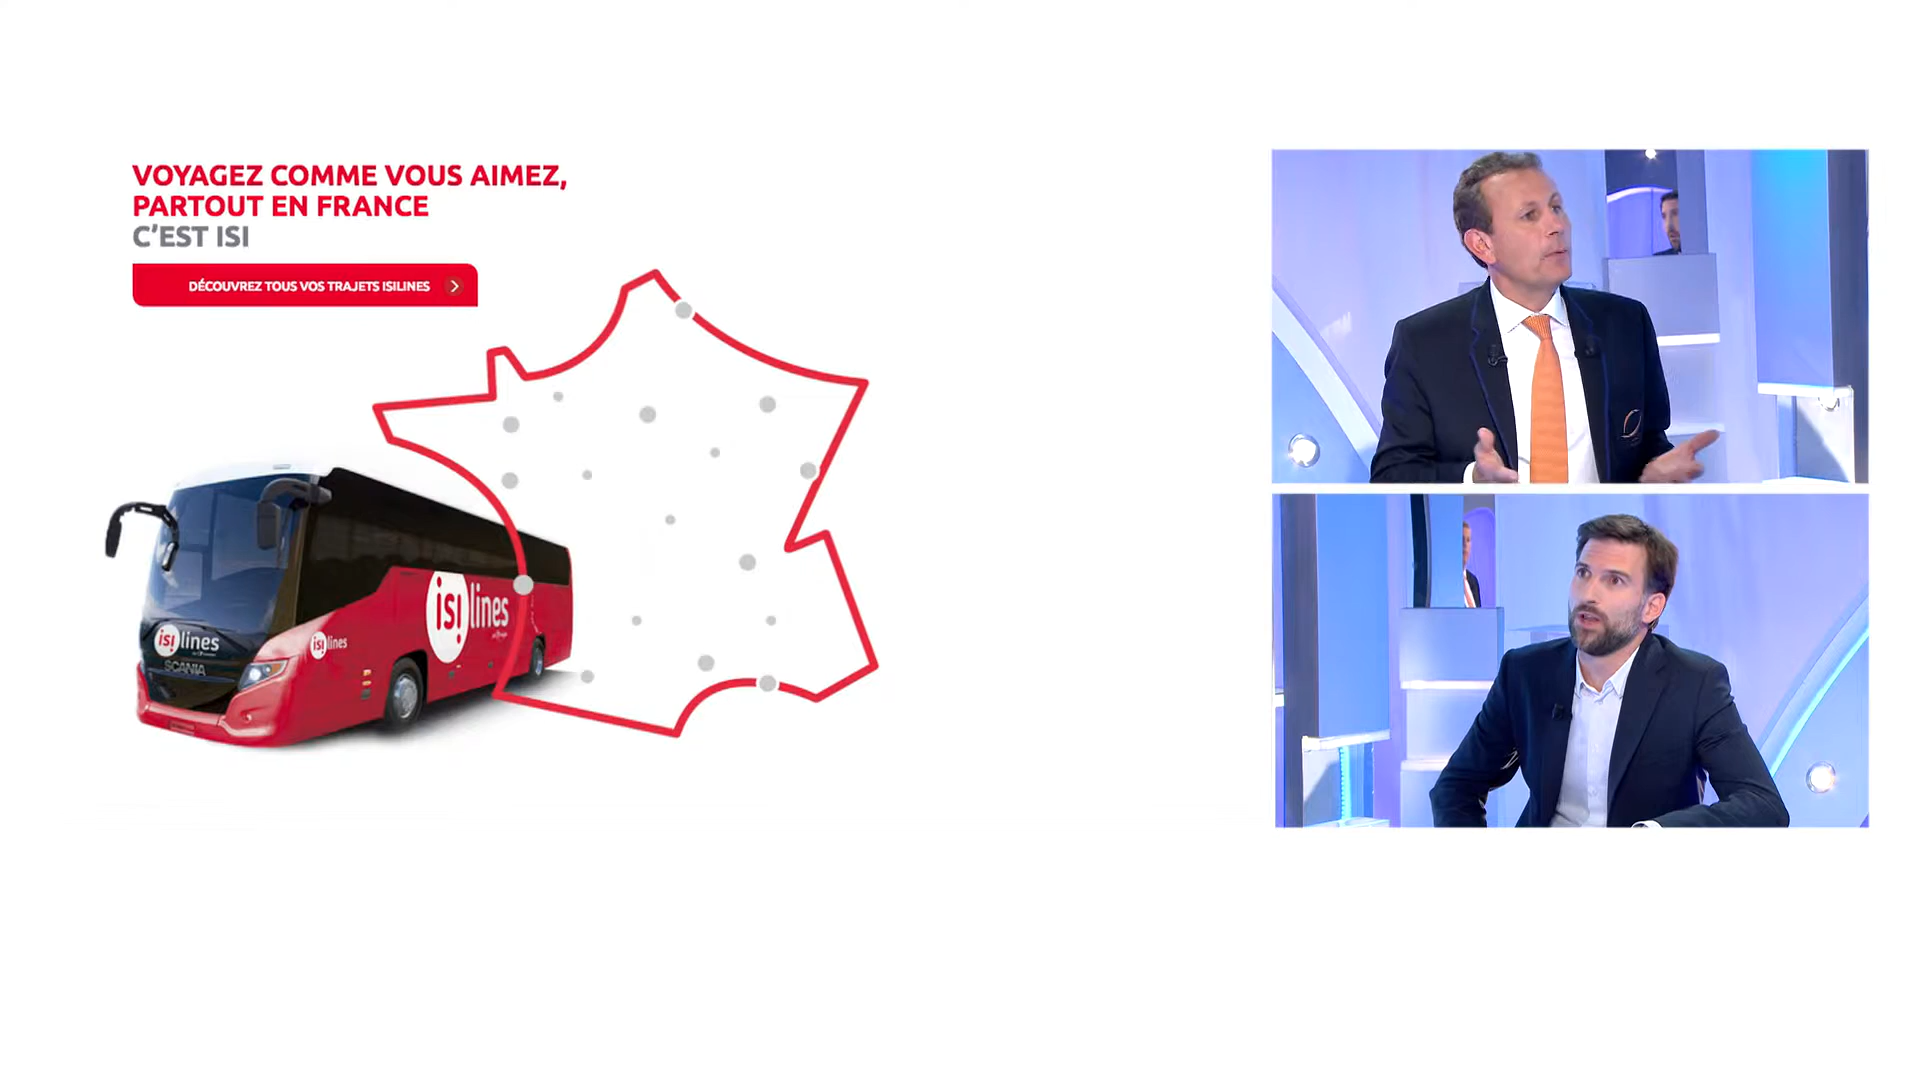 VOYAGEZ COMME VOUS AIMEZ,
PARTOUT EN FRANCE
C'EST ISI
DÉCOUVREZ TOUS VOS TRAJETS ISILINES
isilines
isilines
SCANIA
isilines